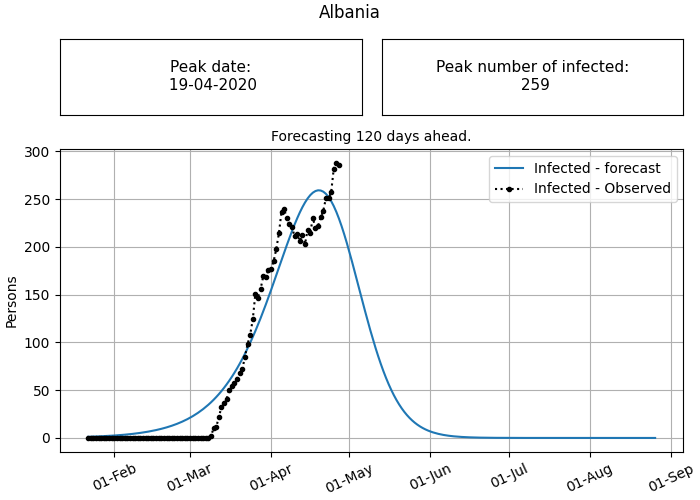 Albania
Peak date:
19-04-2020
Peak number of infected:
259
Forecasting 120 days ahead.
Infected - forecast
Infected - Observed
Persons
300
250
200
150
100
50
0
01-Feb
01-Mar
01-Apr
01-May
01-Jun
01-Jul
01-Aug
01-Sep